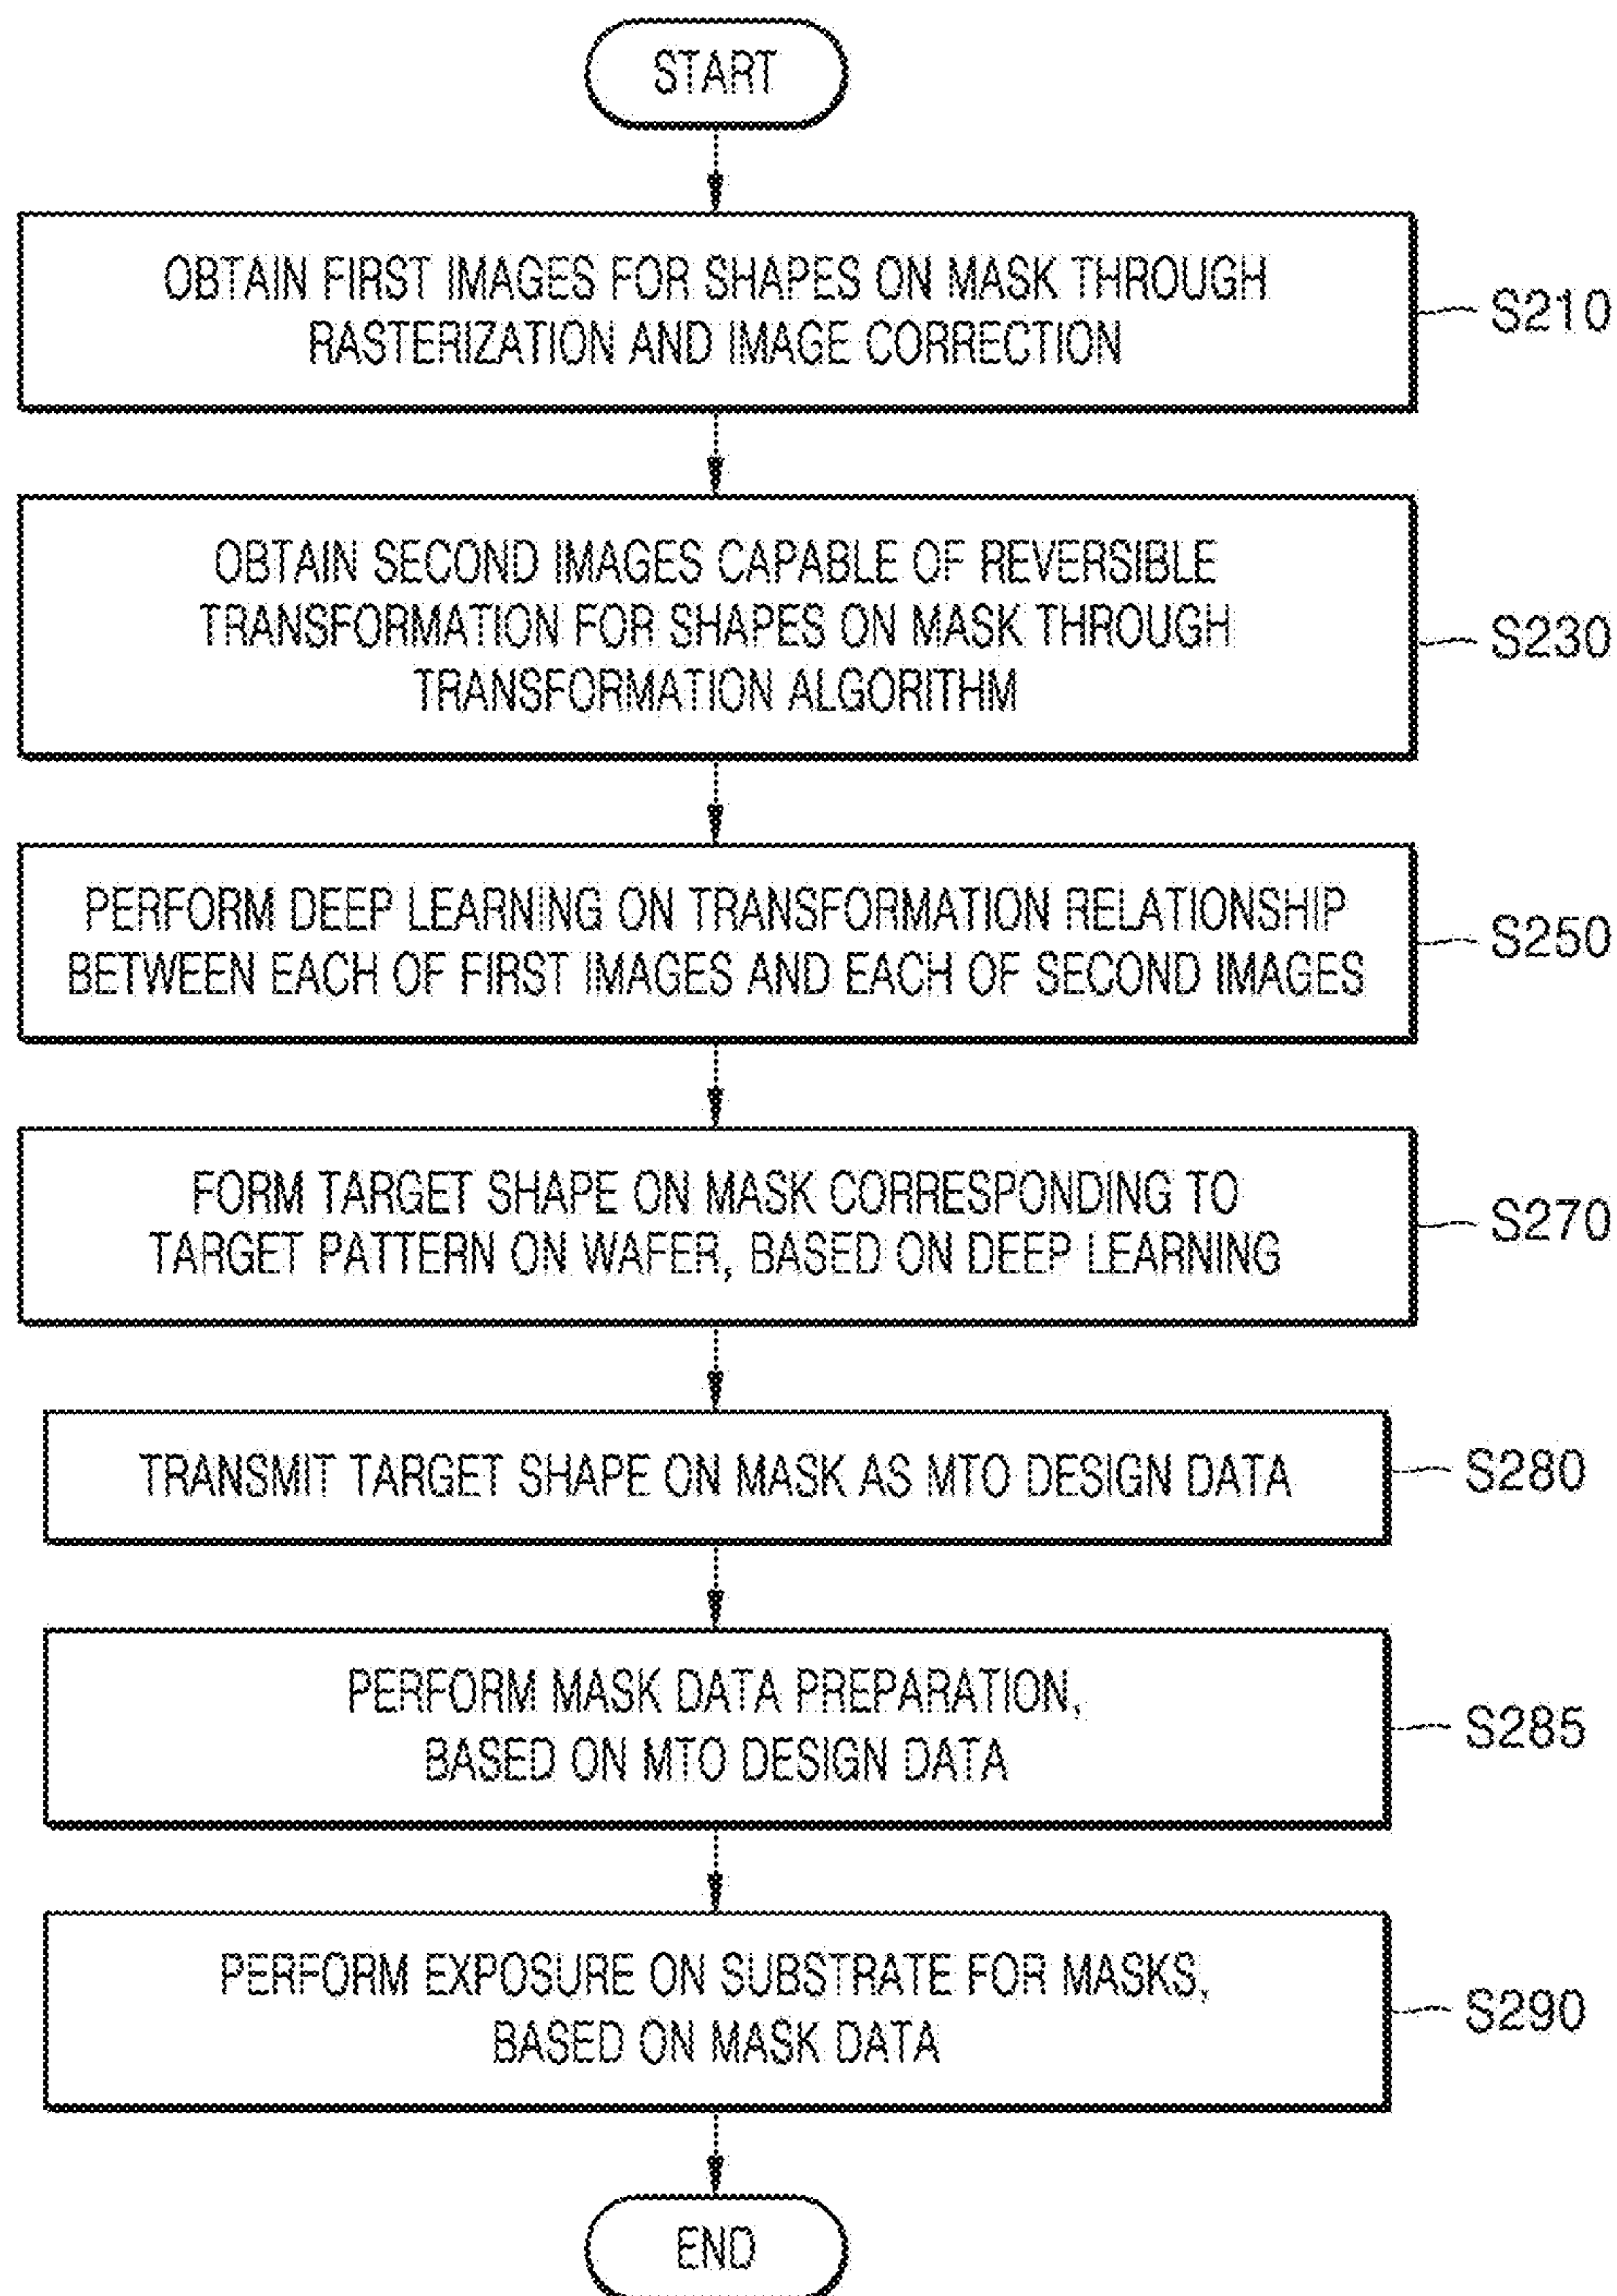 START
OBTAIN FIRST IMAGES FOR SHAPES ON MASK THROUGH
RASTERIZATION AND IMAGE CORRECTION
S210
OBTAIN SECOND IMAGES CAPABLE OF REVERSIBLE
TRANSFORMATION FOR SHAPES ON MASK THROUGH
TRANSFORMATION ALGORITHM
S230
PERFORM DEEP LEARNING ON TRANSFORMATION RELATIONSHIP
BETWEEN EACH OF FIRST IMAGES AND EACH OF SECOND IMAGES
S250
FORM TARGET SHAPE ON MASK CORRESPONDING TO
TARGET PATTERN ON WAFER, BASED ON DEEP LEARNING
S270
TRANSMIT TARGET SHAPE ON MASK AS MTO DESIGN DATA
S280
PERFORM MASK DATA PREPARATION,
BASED ON MTO DESIGN DATA
S285
PERFORM EXPOSURE ON SUBSTRATE FOR MASKS,
BASED ON MASK DATA
S290
END